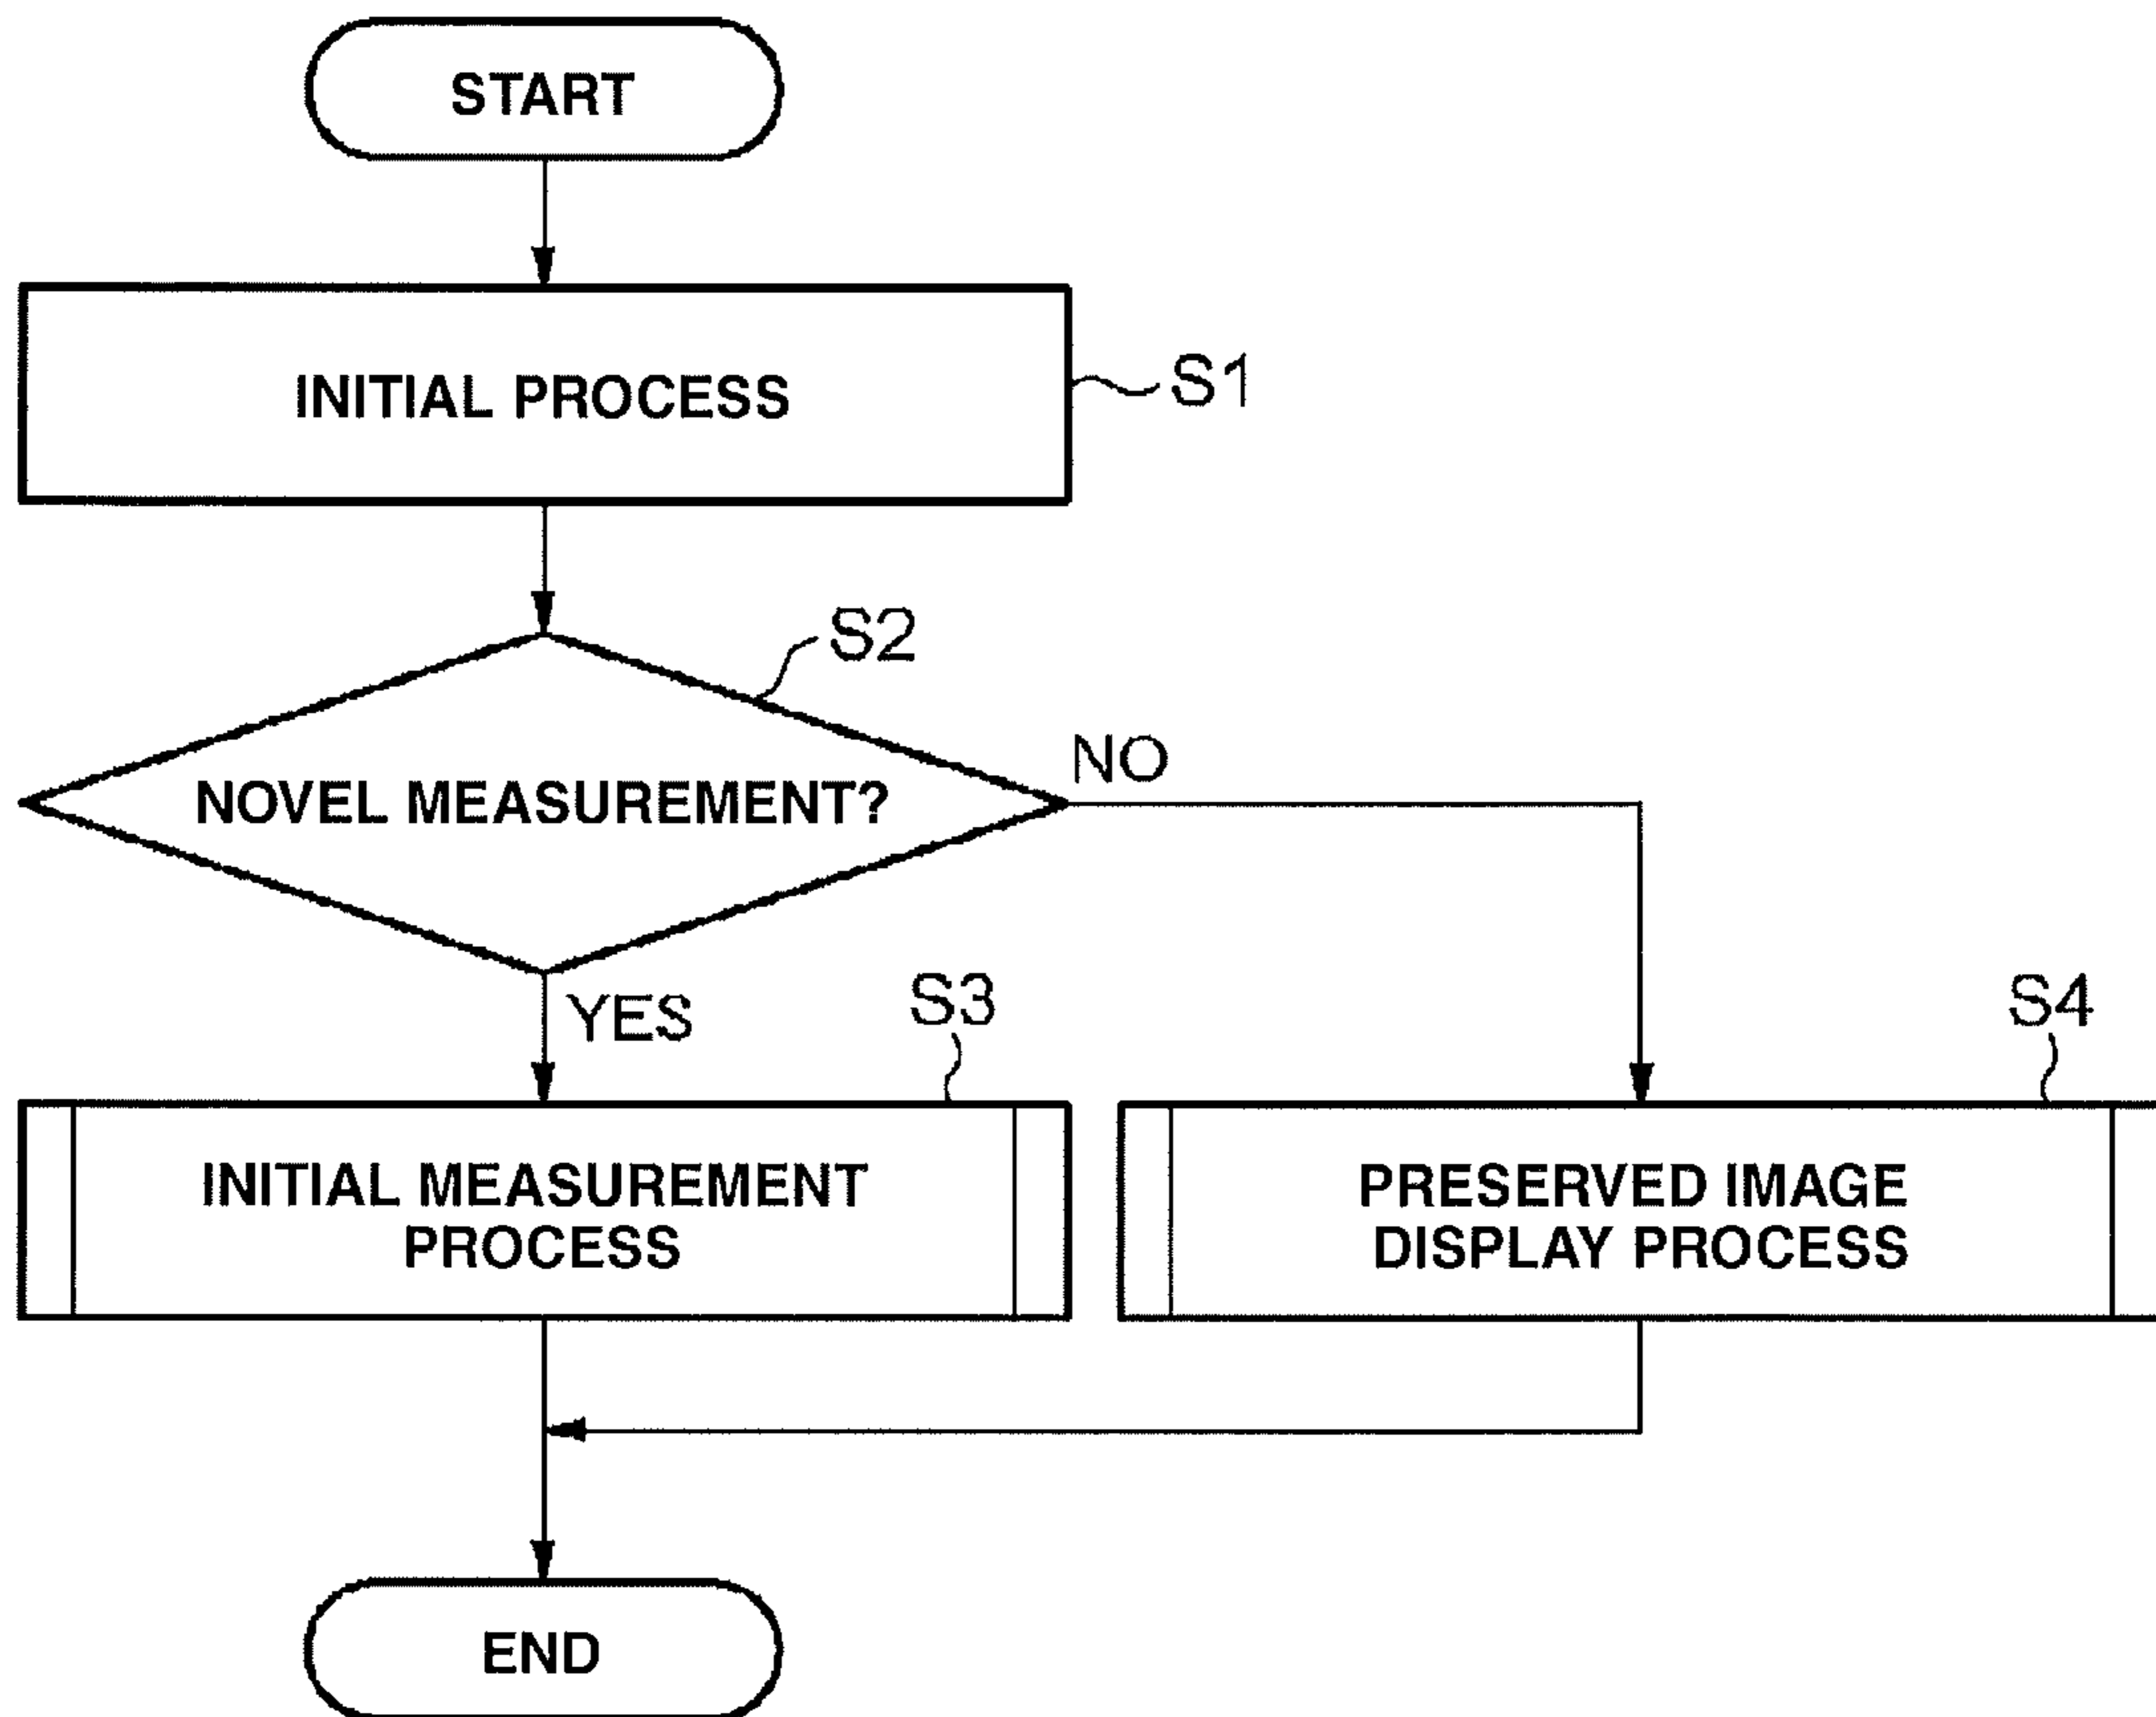 START
INITIAL PROCESS
S1
S2
NOVEL MEASUREMENT?
NO
YES
S3
INITIAL MEASUREMENT
PROCESS
S4
PRESERVED IMAGE
DISPLAY PROCESS
END